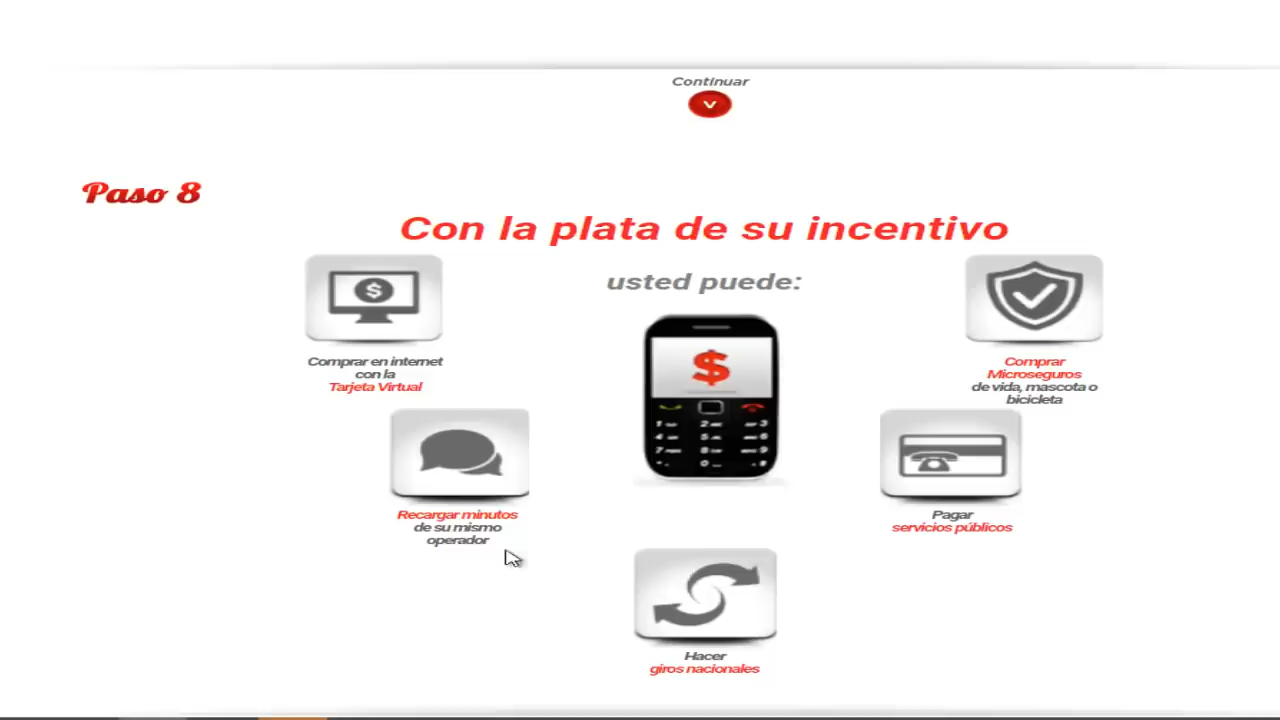 Continuar
Paso 8
Con la plata de su incentivo
usted puede:
$
Comprar en internet
con la
Tarjeta Virtual
$
Comprar
Microseguros
de vida, mascota o
bicicleta
Recargar minutos
de su mismo
operador
Pagar
servicios públicos
Hacer
giros nacionales